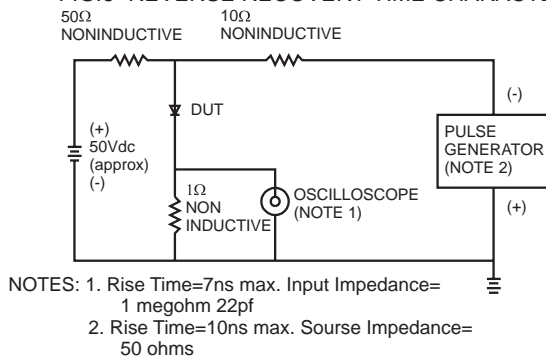 50Ω
NONINDUCTIVE
10Ω
NONINDUCTIVE
DUT
(+)
50Vdc
(approx)
(-)
1Ω
NON
INDUCTIVE
OSCILLOSCOPE
(NOTE 1)
(-)
PULSE
GENERATOR
(NOTE 2)
(+)
NOTES: 1. Rise Time=7ns max. Input Impedance=
1 megohm 22pf
2. Rise Time=10ns max. Sourse Impedance=
50 ohms